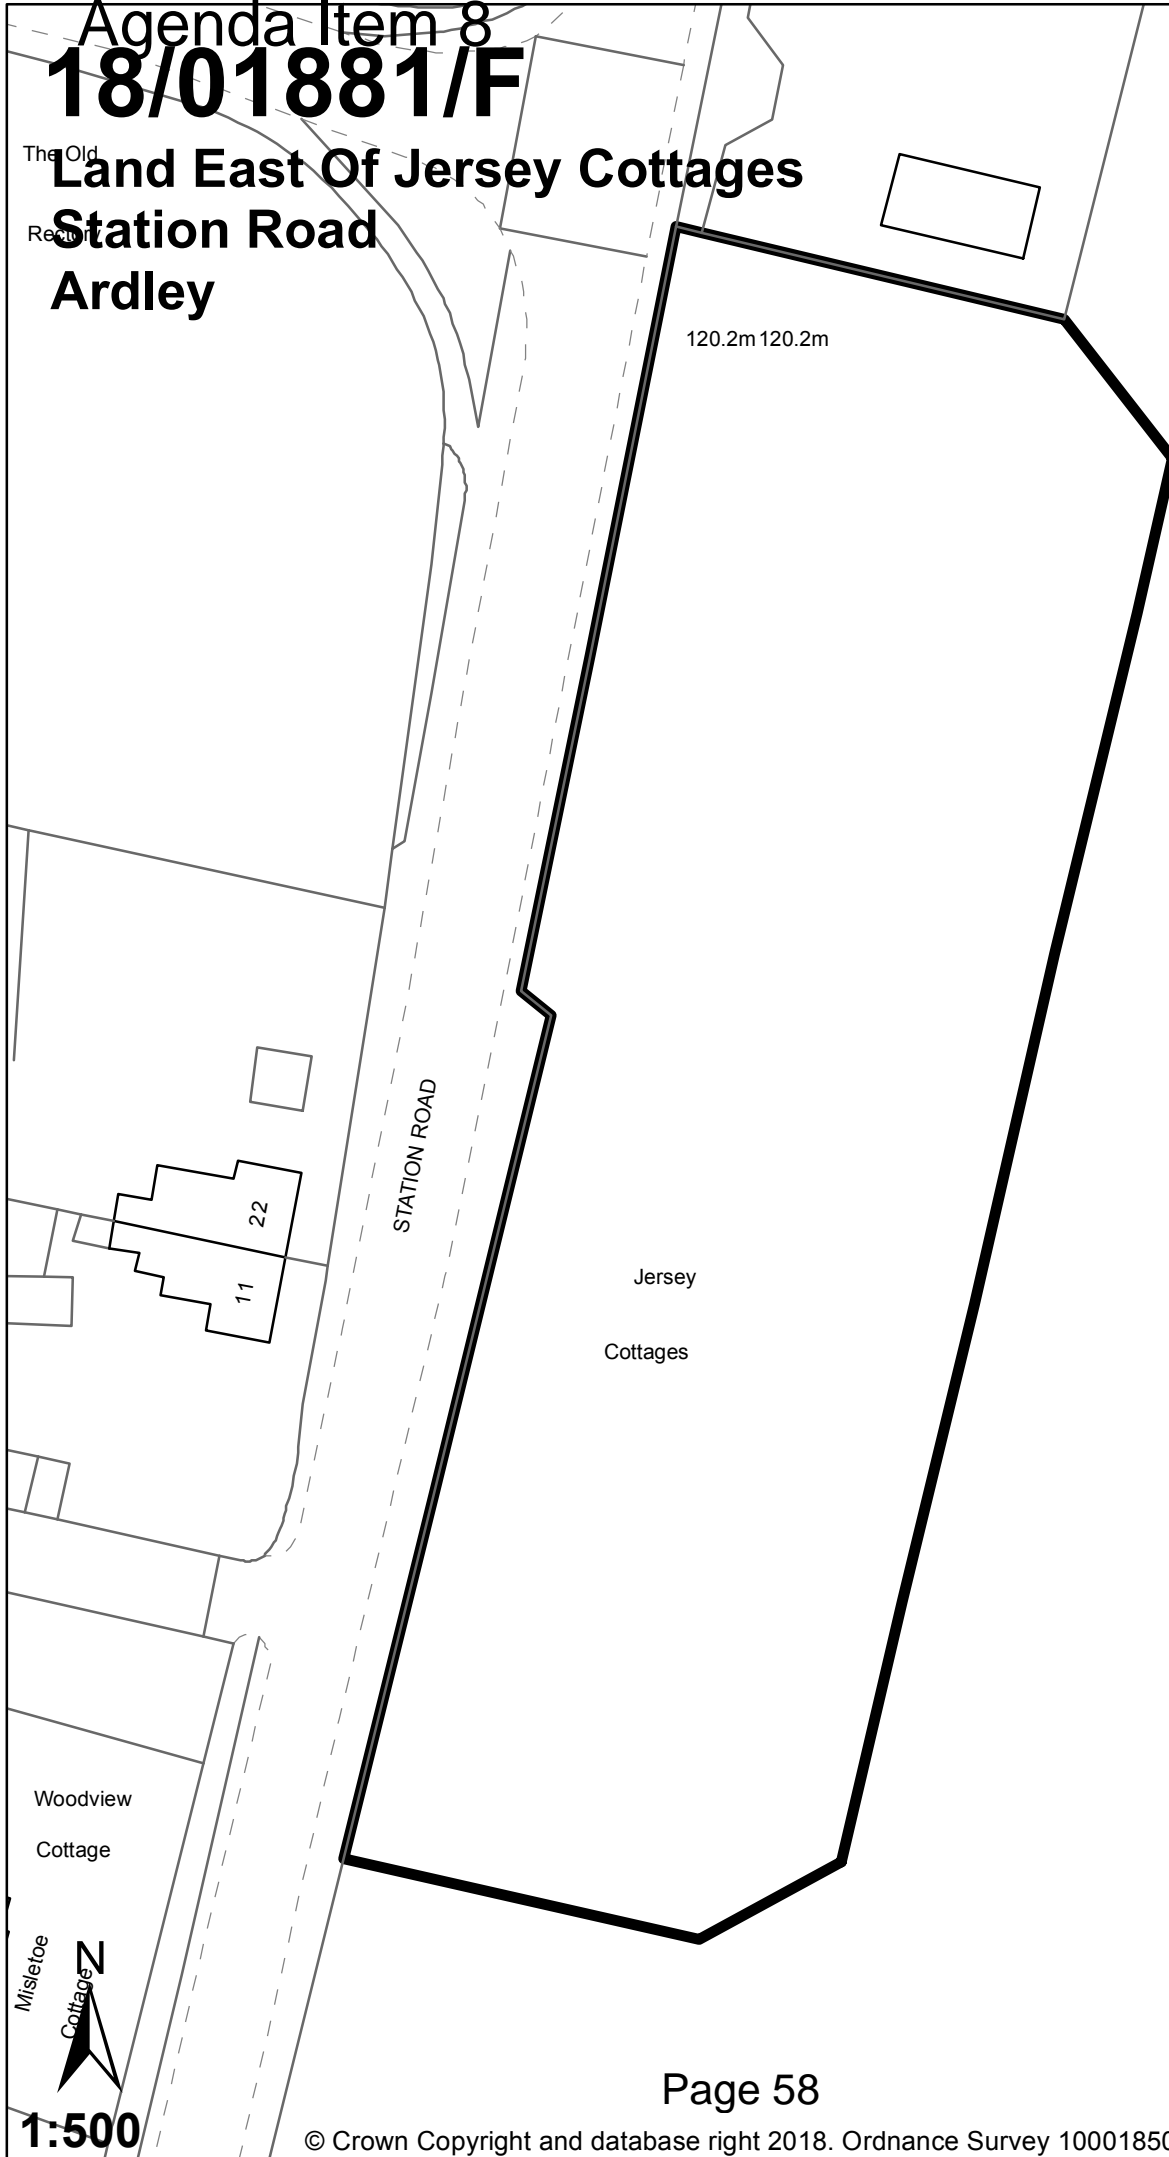 Agenda Item 8
18/01881/F
The Old
Land East Of Jersey Cottages
Rectory
Station Road
Ardley
120.2m 120.2m
STATION ROAD
22
11
Jersey
Cottages
Woodview
Cottage
Misletoe
Cottage
N
Page 58
1:500
© Crown Copyright and database right 2018. Ordnance Survey 10001850